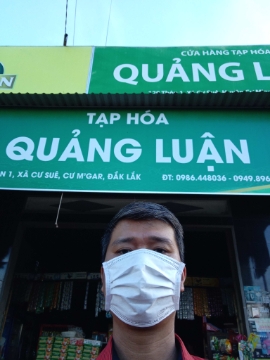 CỬA HÀNG TẠP HÓA
QUẢNG L
TẠP HÓA
QUẢNG LUẬN
N 1, XÃ CƯ SUÊ, CƯ M'GAR, ĐẮK LẮK
ĐT: 0986.448036 - 0949.896